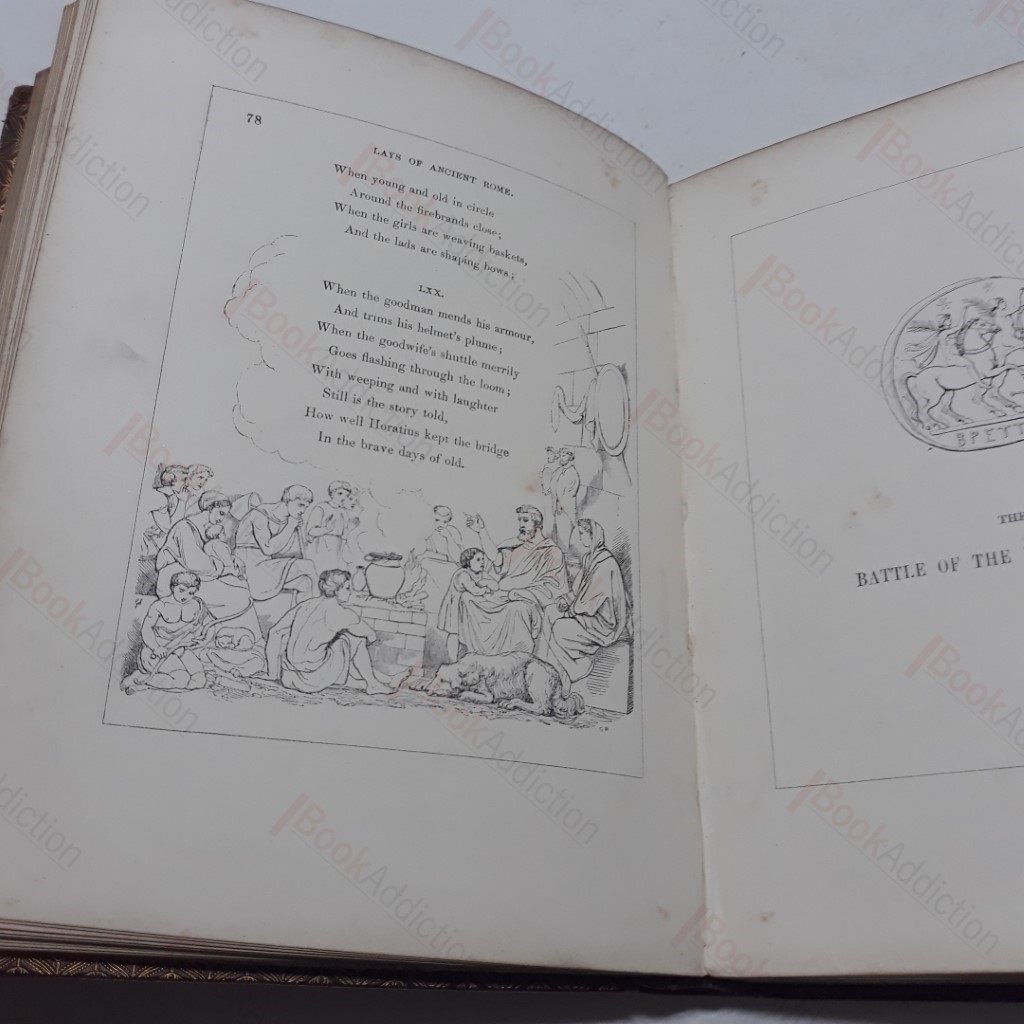 78
LAYS OF ANCIENT ROME.
When young and old in circle
Around the firebrands close;
When the girls are weaving baskets,
And the lads are shaping bows;
LXX.
When the goodman mends his armour,
And trims his helmet's plume;
When the goodwife's shuttle merrily
Goes flashing through the loom;
With weeping and with laughter
Still is the story told,
How well Horatius kept the bridge
In the brave days of old.
THE
BATTLE OF THE
BookAddiction